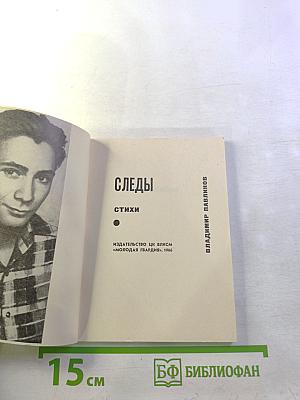 СЛЕДЫ
СТИХИ
ИЗДАТЕЛЬСТВО ЦК ВЛКСМ
«МОЛОДАЯ ГВАРДИЯ», 1966
ВЛАДИМИР ПАВЛИНОВ
15 см
БФ БИБЛИОФАН